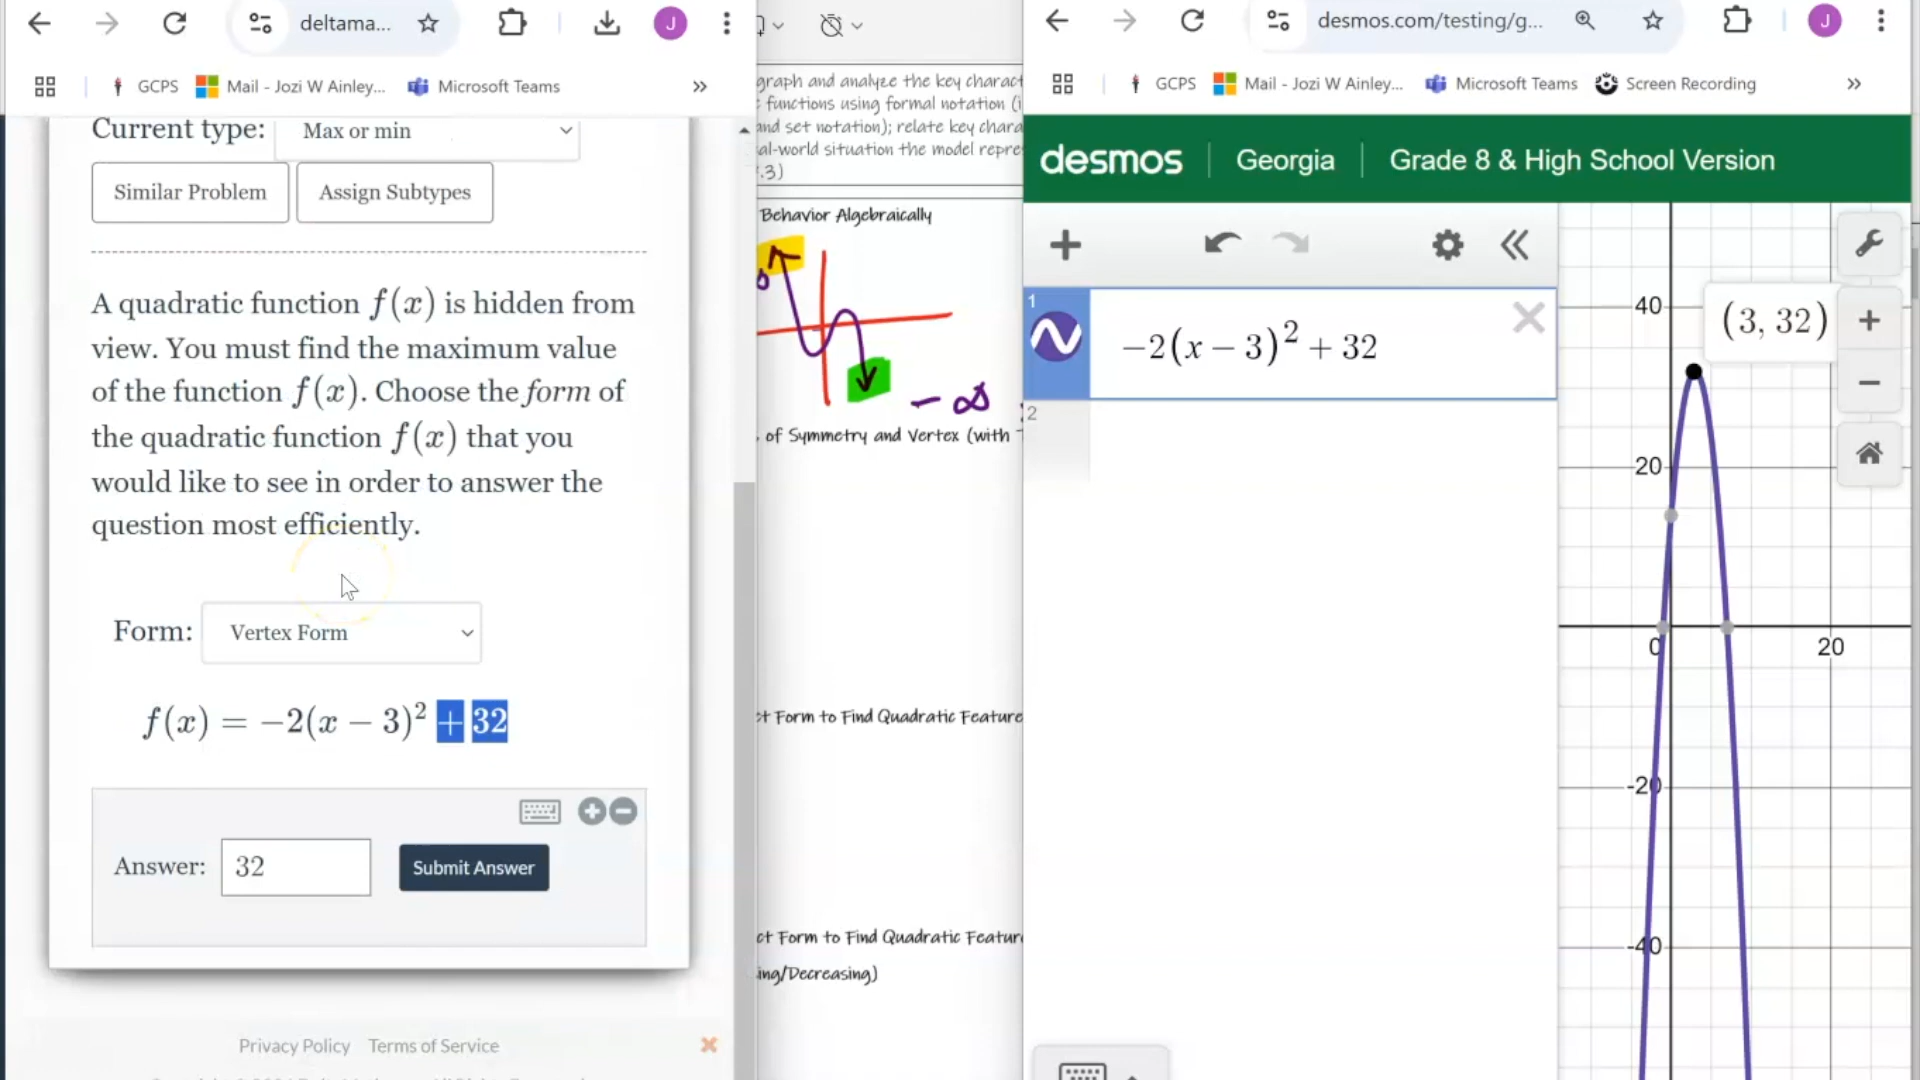 deltama...
J
GCPS
Mail - Jozi W Ainley...
Microsoft Teams
»
Current type: Max or min
Similar Problem
Assign Subtypes
A quadratic function f(x) is hidden from
view. You must find the maximum value
of the function f(x). Choose the form of
the quadratic function f(x) that you
would like to see in order to answer the
question most efficiently.
Form: Vertex Form
f(x) = −2(x − 3)² + 32
Answer: 32
Submit Answer
Privacy Policy Terms of Service
graph and analyze the key charact
functions using formal notation (i
and set notation); relate key chara
al-world situation the model repre
.3)
Behavior Algebraically
− ∞
of Symmetry and Vertex (with
ct Form to Find Quadratic Feature
ct Form to Find Quadratic Featur
ing/Decreasing)
desmos.com/testing/g...
J
GCPS
Mail - Jozi W Ainley...
Microsoft Teams
Screen Recording
»
desmos
Georgia
Grade 8 & High School Version
1
−2(x − 3)² + 32
2
(3, 32)
40
20
0
20
-20
-40